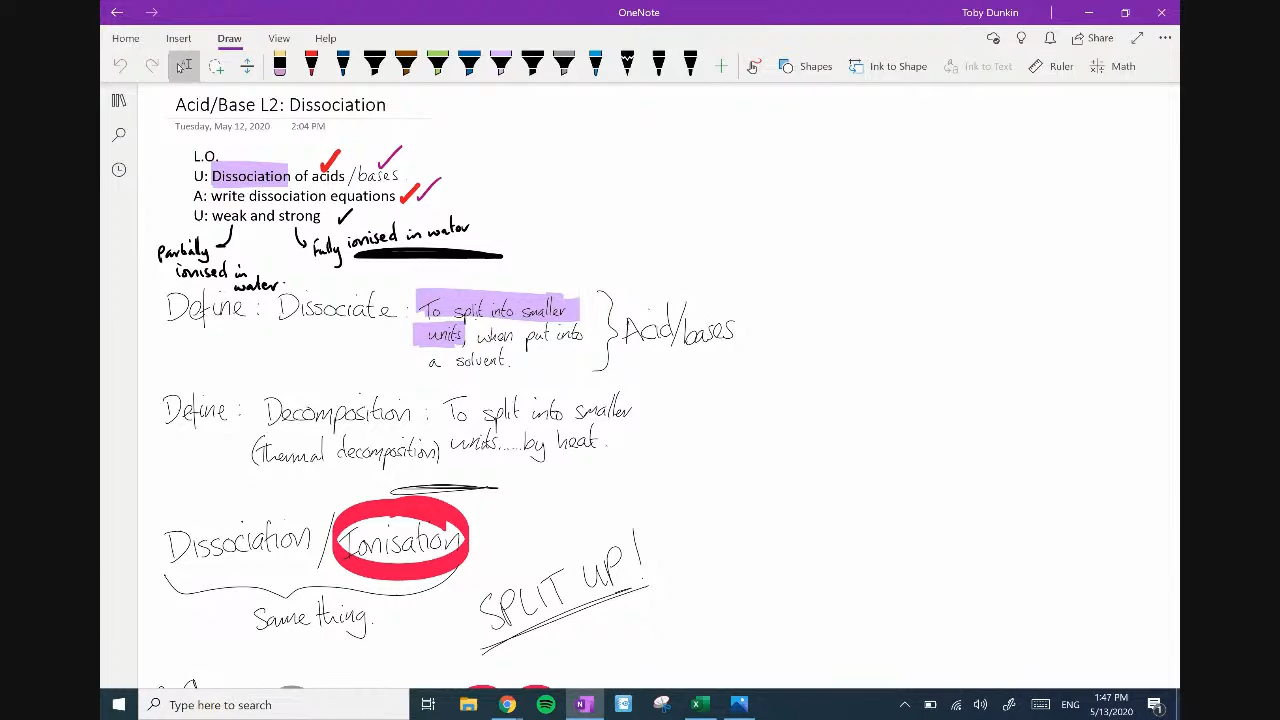 OneNote
Toby Dunkin
Home
Insert
Draw
View
Help
Share
Shapes
Ink to Shape
Ink to Text
Ruler
Math
Acid/Base L2: Dissociation
Tuesday, May 12, 2020
2:04 PM
L.O.
U: Dissociation of acids /bases
A: write dissociation equations
U: weak and strong
Partially
ionised in
water.
Fully ionised in water
Define : Dissociate : To split into smaller
units, when put into
a solvent.
Acid/bases
Define : Decomposition : To split into smaller
(Thermal decomposition) units.....by heat.
Dissociation / Ionisation
Same thing.
SPLIT UP!
Type here to search
ENG
1:47 PM
5/13/2020
1